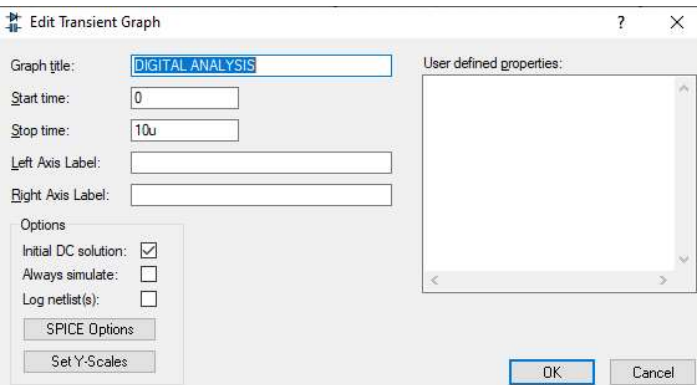 Edit Transient Graph ? 
Graph title: DIGITAL ANALYSIS User defined properties:
Start time: 0
Stop time: 10u
Left Axis Label:
Right Axis Label:
Options
Initial DC solution:
Always simulate:
Log netlist(s):
SPICE Options
Set Y-Scales
OK Cancel